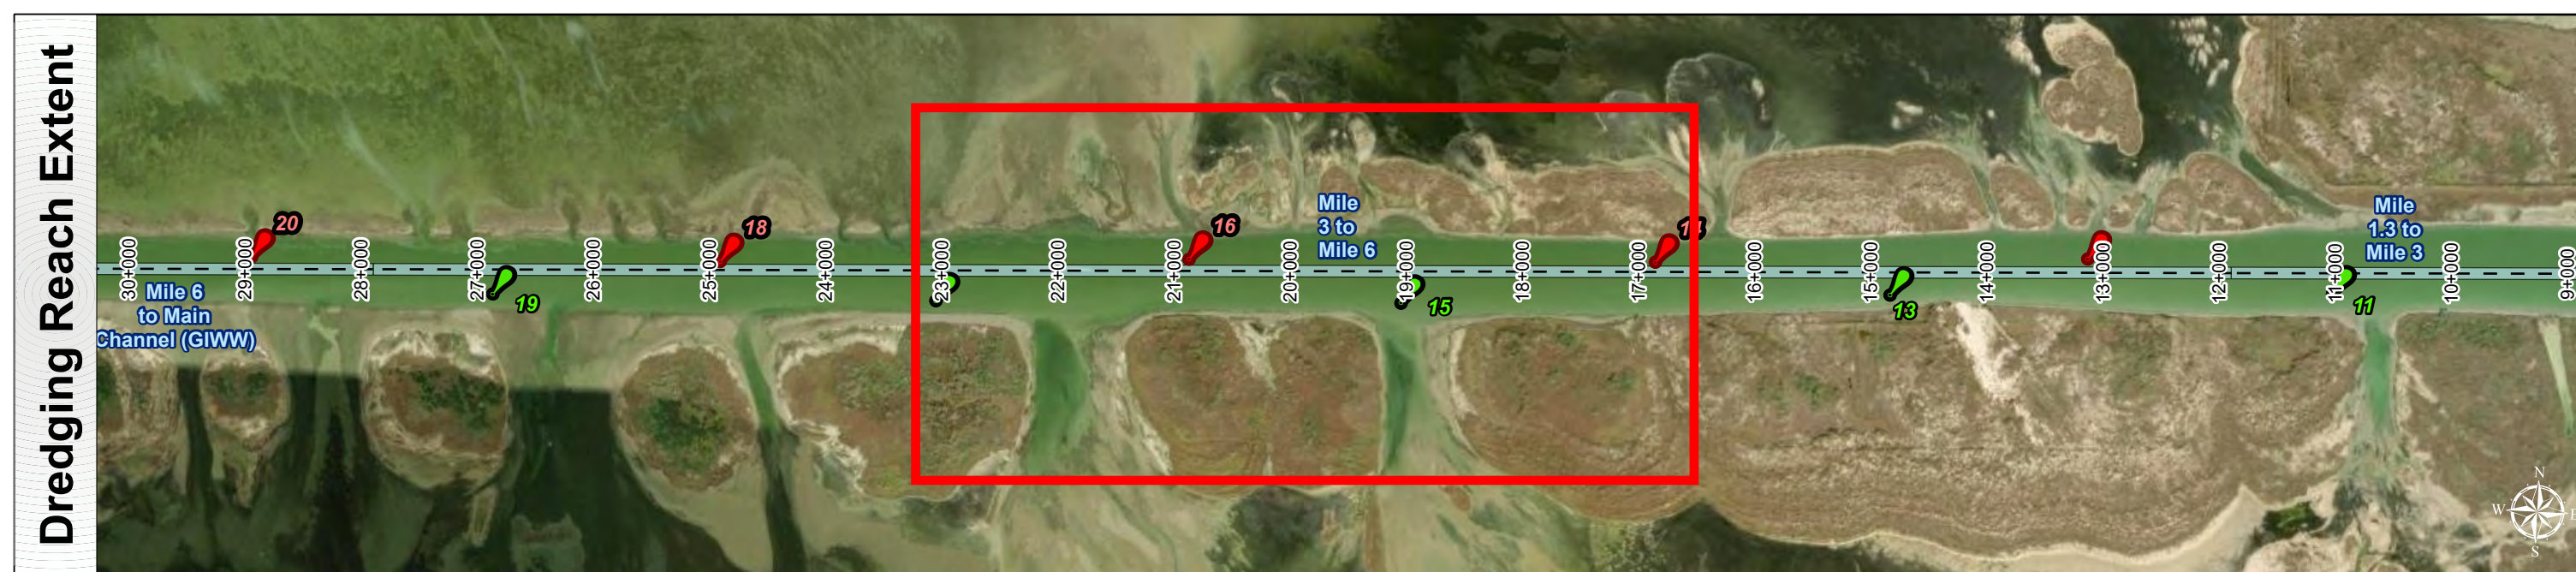 Dredging Reach Extent
20
18
16
14
Mile
3 to
Mile 6
Mile
1.3 to
Mile 3
30+000
29+000
28+000
27+000
26+000
25+000
24+000
23+000
22+000
21+000
20+000
19+000
18+000
17+000
16+000
15+000
14+000
13+000
12+000
11+000
10+000
9+000
Mile 6
to Main
Channel (GIWW)
19
15
13
11
N
W
E
S